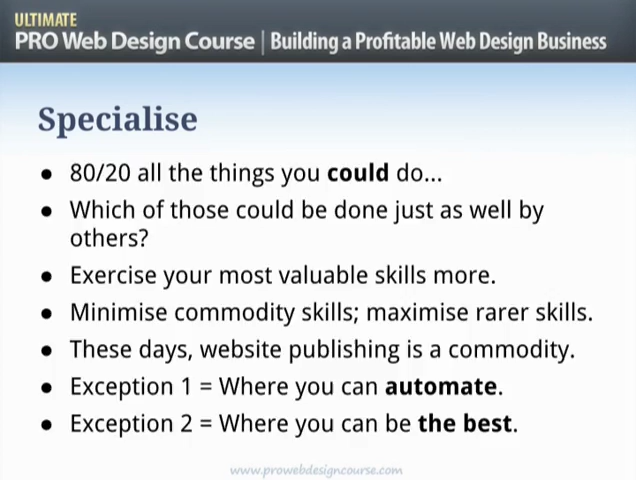 ULTIMATE
PRO Web Design Course | Building a Profitable Web Design Business
Specialise
● 80/20 all the things you could do...
● Which of those could be done just as well by
others?
● Exercise your most valuable skills more.
● Minimise commodity skills; maximise rarer skills.
● These days, website publishing is a commodity.
● Exception 1 = Where you can automate.
● Exception 2 = Where you can be the best.
www.prowebdesigncourse.com